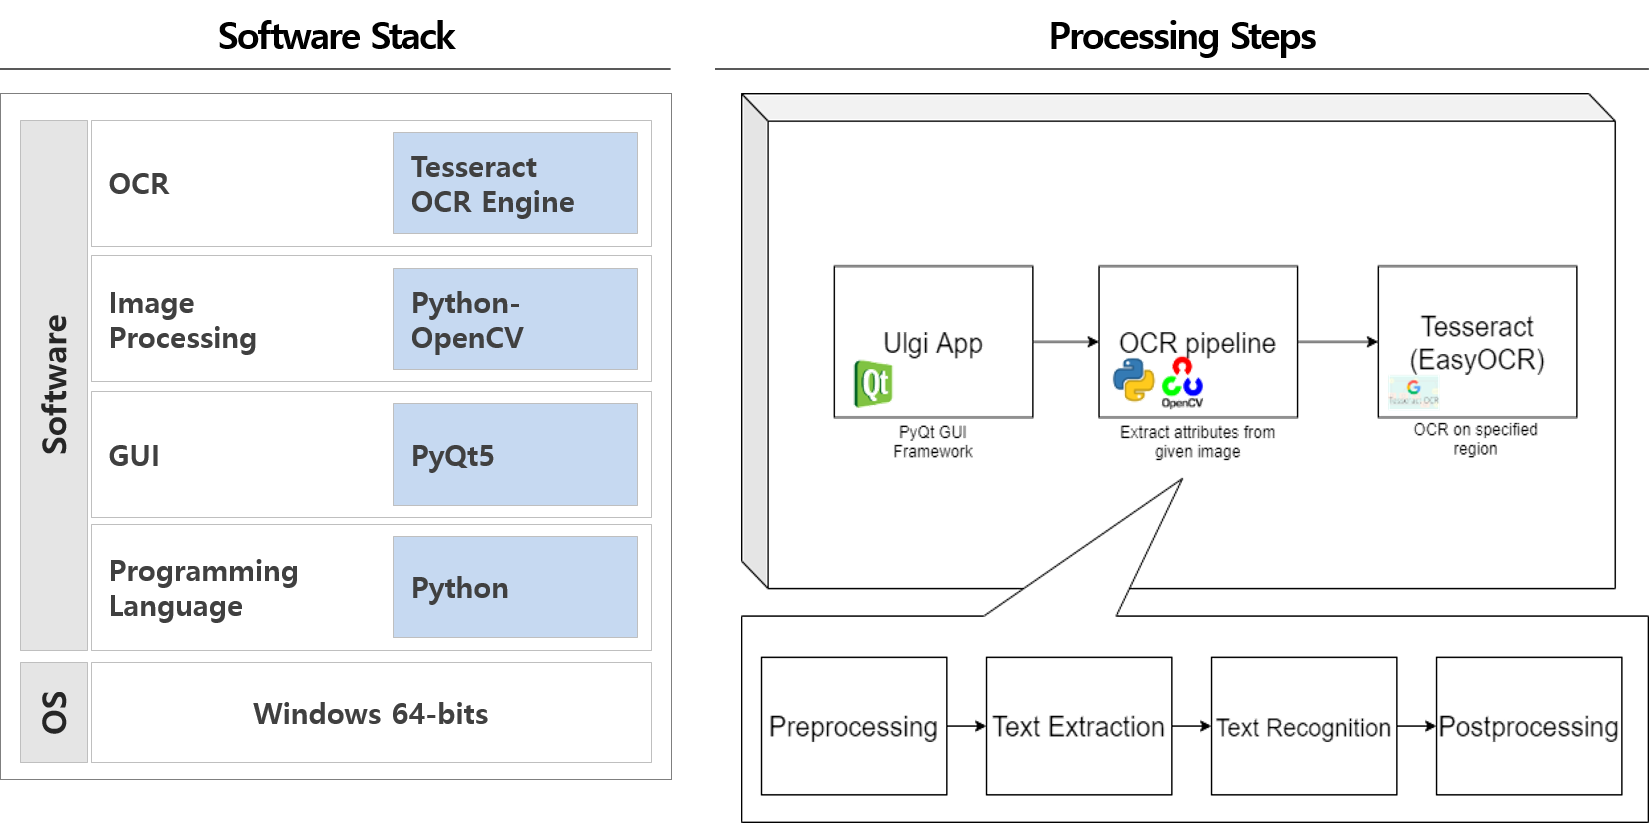 Software Stack
Software
OCR
Tesseract
OCR Engine
Image
Processing
Python-
OpenCV
GUI
PyQt5
Programming
Language
Python
OS
Windows 64-bits
Processing Steps
Ulgi App
Qt
PyQt GUI
Framework
OCR pipeline
OpenCV
Extract attributes from
given image
Tesseract
(EasyOCR)
G
Tesseract OCR
OCR on specified
region
Preprocessing
Text Extraction
Text Recognition
Postprocessing